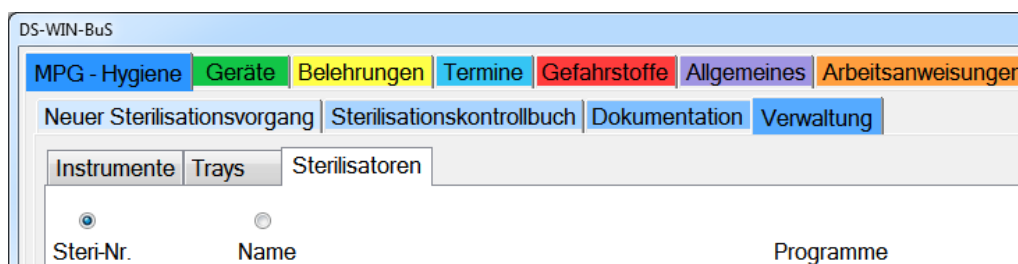 DS-WIN-BuS
MPG - Hygiene Geräte Belehrungen Termine Gefahrstoffe Allgemeines Arbeitsanweisungen
Neuer Sterilisationsvorgang Sterilisationskontrollbuch Dokumentation Verwaltung
Instrumente Trays Sterilisatoren
Steri-Nr. Name Programme